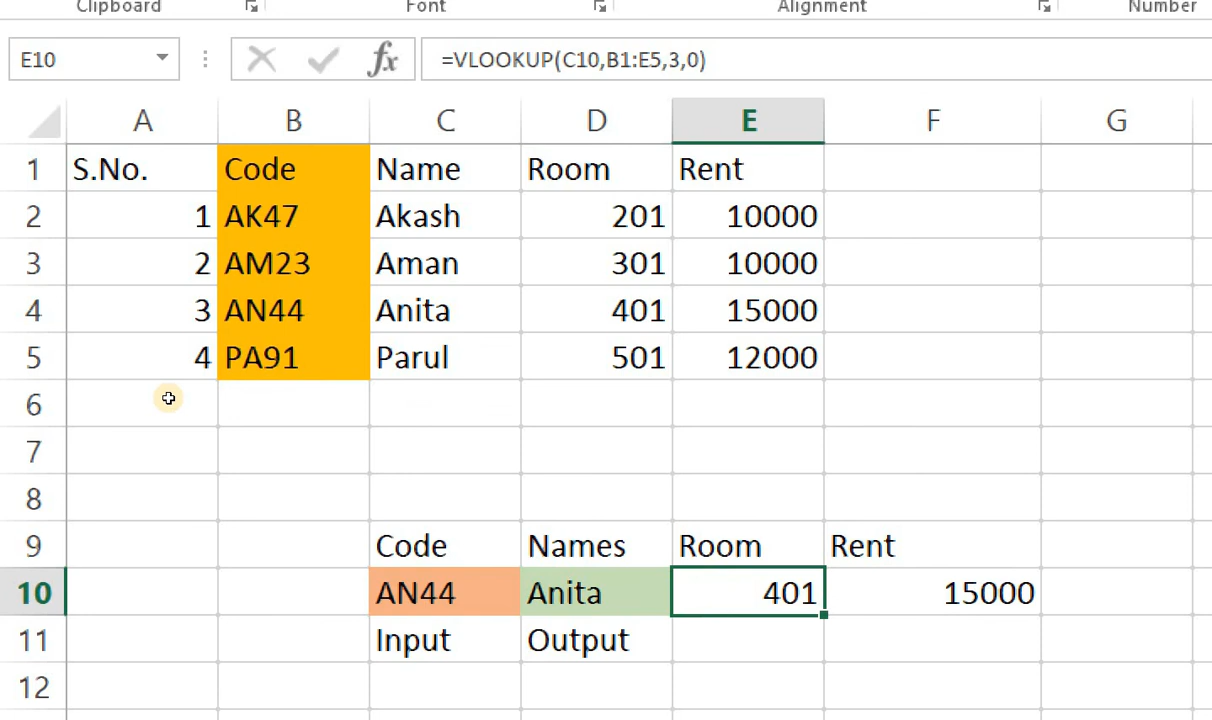 Clipboard Font Alignment Number
E10 fx =VLOOKUP(C10,B1:E5,3,0)
A B C D E F G
1 S.No. Code Name Room Rent
2 1 AK47 Akash 201 10000
3 2 AM23 Aman 301 10000
4 3 AN44 Anita 401 15000
5 4 PA91 Parul 501 12000
6
7
8
9 Code Names Room Rent
10 AN44 Anita 401 15000
11 Input Output
12